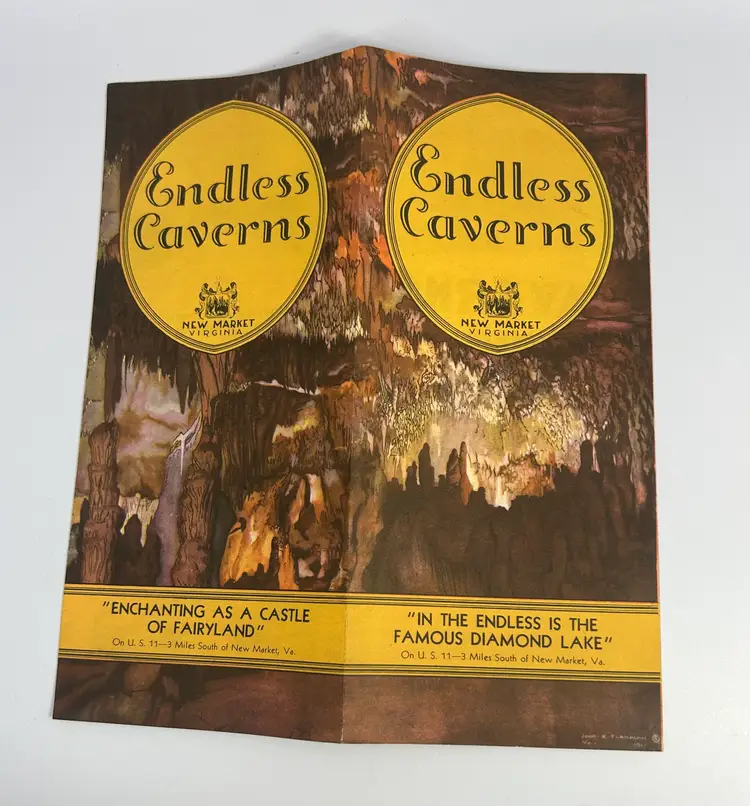 Endless
Caverns
NEW MARKET
VIRGINIA
"ENCHANTING AS A CASTLE
OF FAIRYLAND"
On U. S. 11—3 Miles South of New Market, Va.
Endless
Caverns
NEW MARKET
VIRGINIA
"IN THE ENDLESS IS THE
FAMOUS DIAMOND LAKE"
On U. S. 11—3 Miles South of New Market, Va.